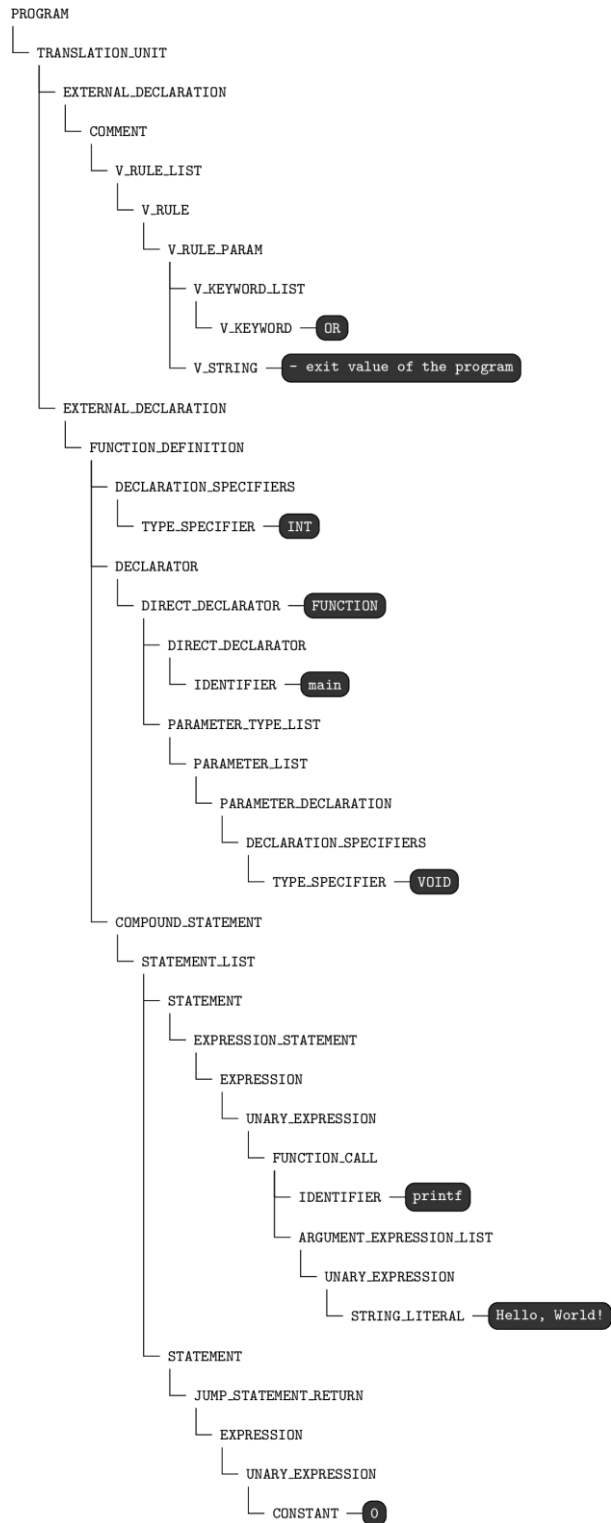 PROGRAM
TRANSLATION_UNIT
EXTERNAL_DECLARATION
COMMENT
V_RULE_LIST
V_RULE
V_RULE_PARAM
V_KEYWORD_LIST
V_KEYWORD OR
V_STRING - exit value of the program
EXTERNAL_DECLARATION
FUNCTION_DEFINITION
DECLARATION_SPECIFIERS
TYPE_SPECIFIER INT
DECLARATOR
DIRECT_DECLARATOR FUNCTION
DIRECT_DECLARATOR
IDENTIFIER main
PARAMETER_TYPE_LIST
PARAMETER_LIST
PARAMETER_DECLARATION
DECLARATION_SPECIFIERS
TYPE_SPECIFIER VOID
COMPOUND_STATEMENT
STATEMENT_LIST
STATEMENT
EXPRESSION_STATEMENT
EXPRESSION
UNARY_EXPRESSION
FUNCTION_CALL
IDENTIFIER printf
ARGUMENT_EXPRESSION_LIST
UNARY_EXPRESSION
STRING_LITERAL Hello, World!
STATEMENT
JUMP_STATEMENT_RETURN
EXPRESSION
UNARY_EXPRESSION
CONSTANT 0